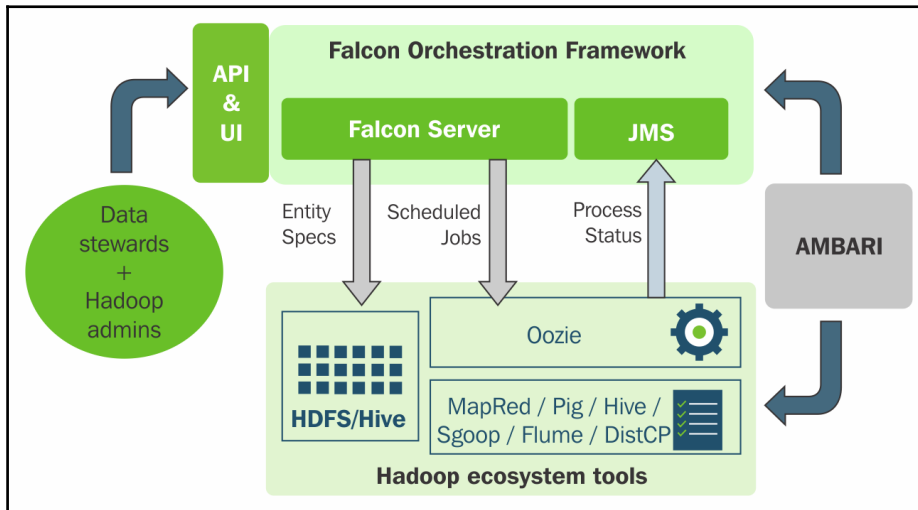 Falcon Orchestration Framework
API
&
UI
Falcon Server
JMS
Data
stewards
+
Hadoop
admins
Entity
Specs
Scheduled
Jobs
Process
Status
AMBARI
HDFS/Hive
Oozie
MapRed / Pig / Hive /
Sgoop / Flume / DistCP
Hadoop ecosystem tools